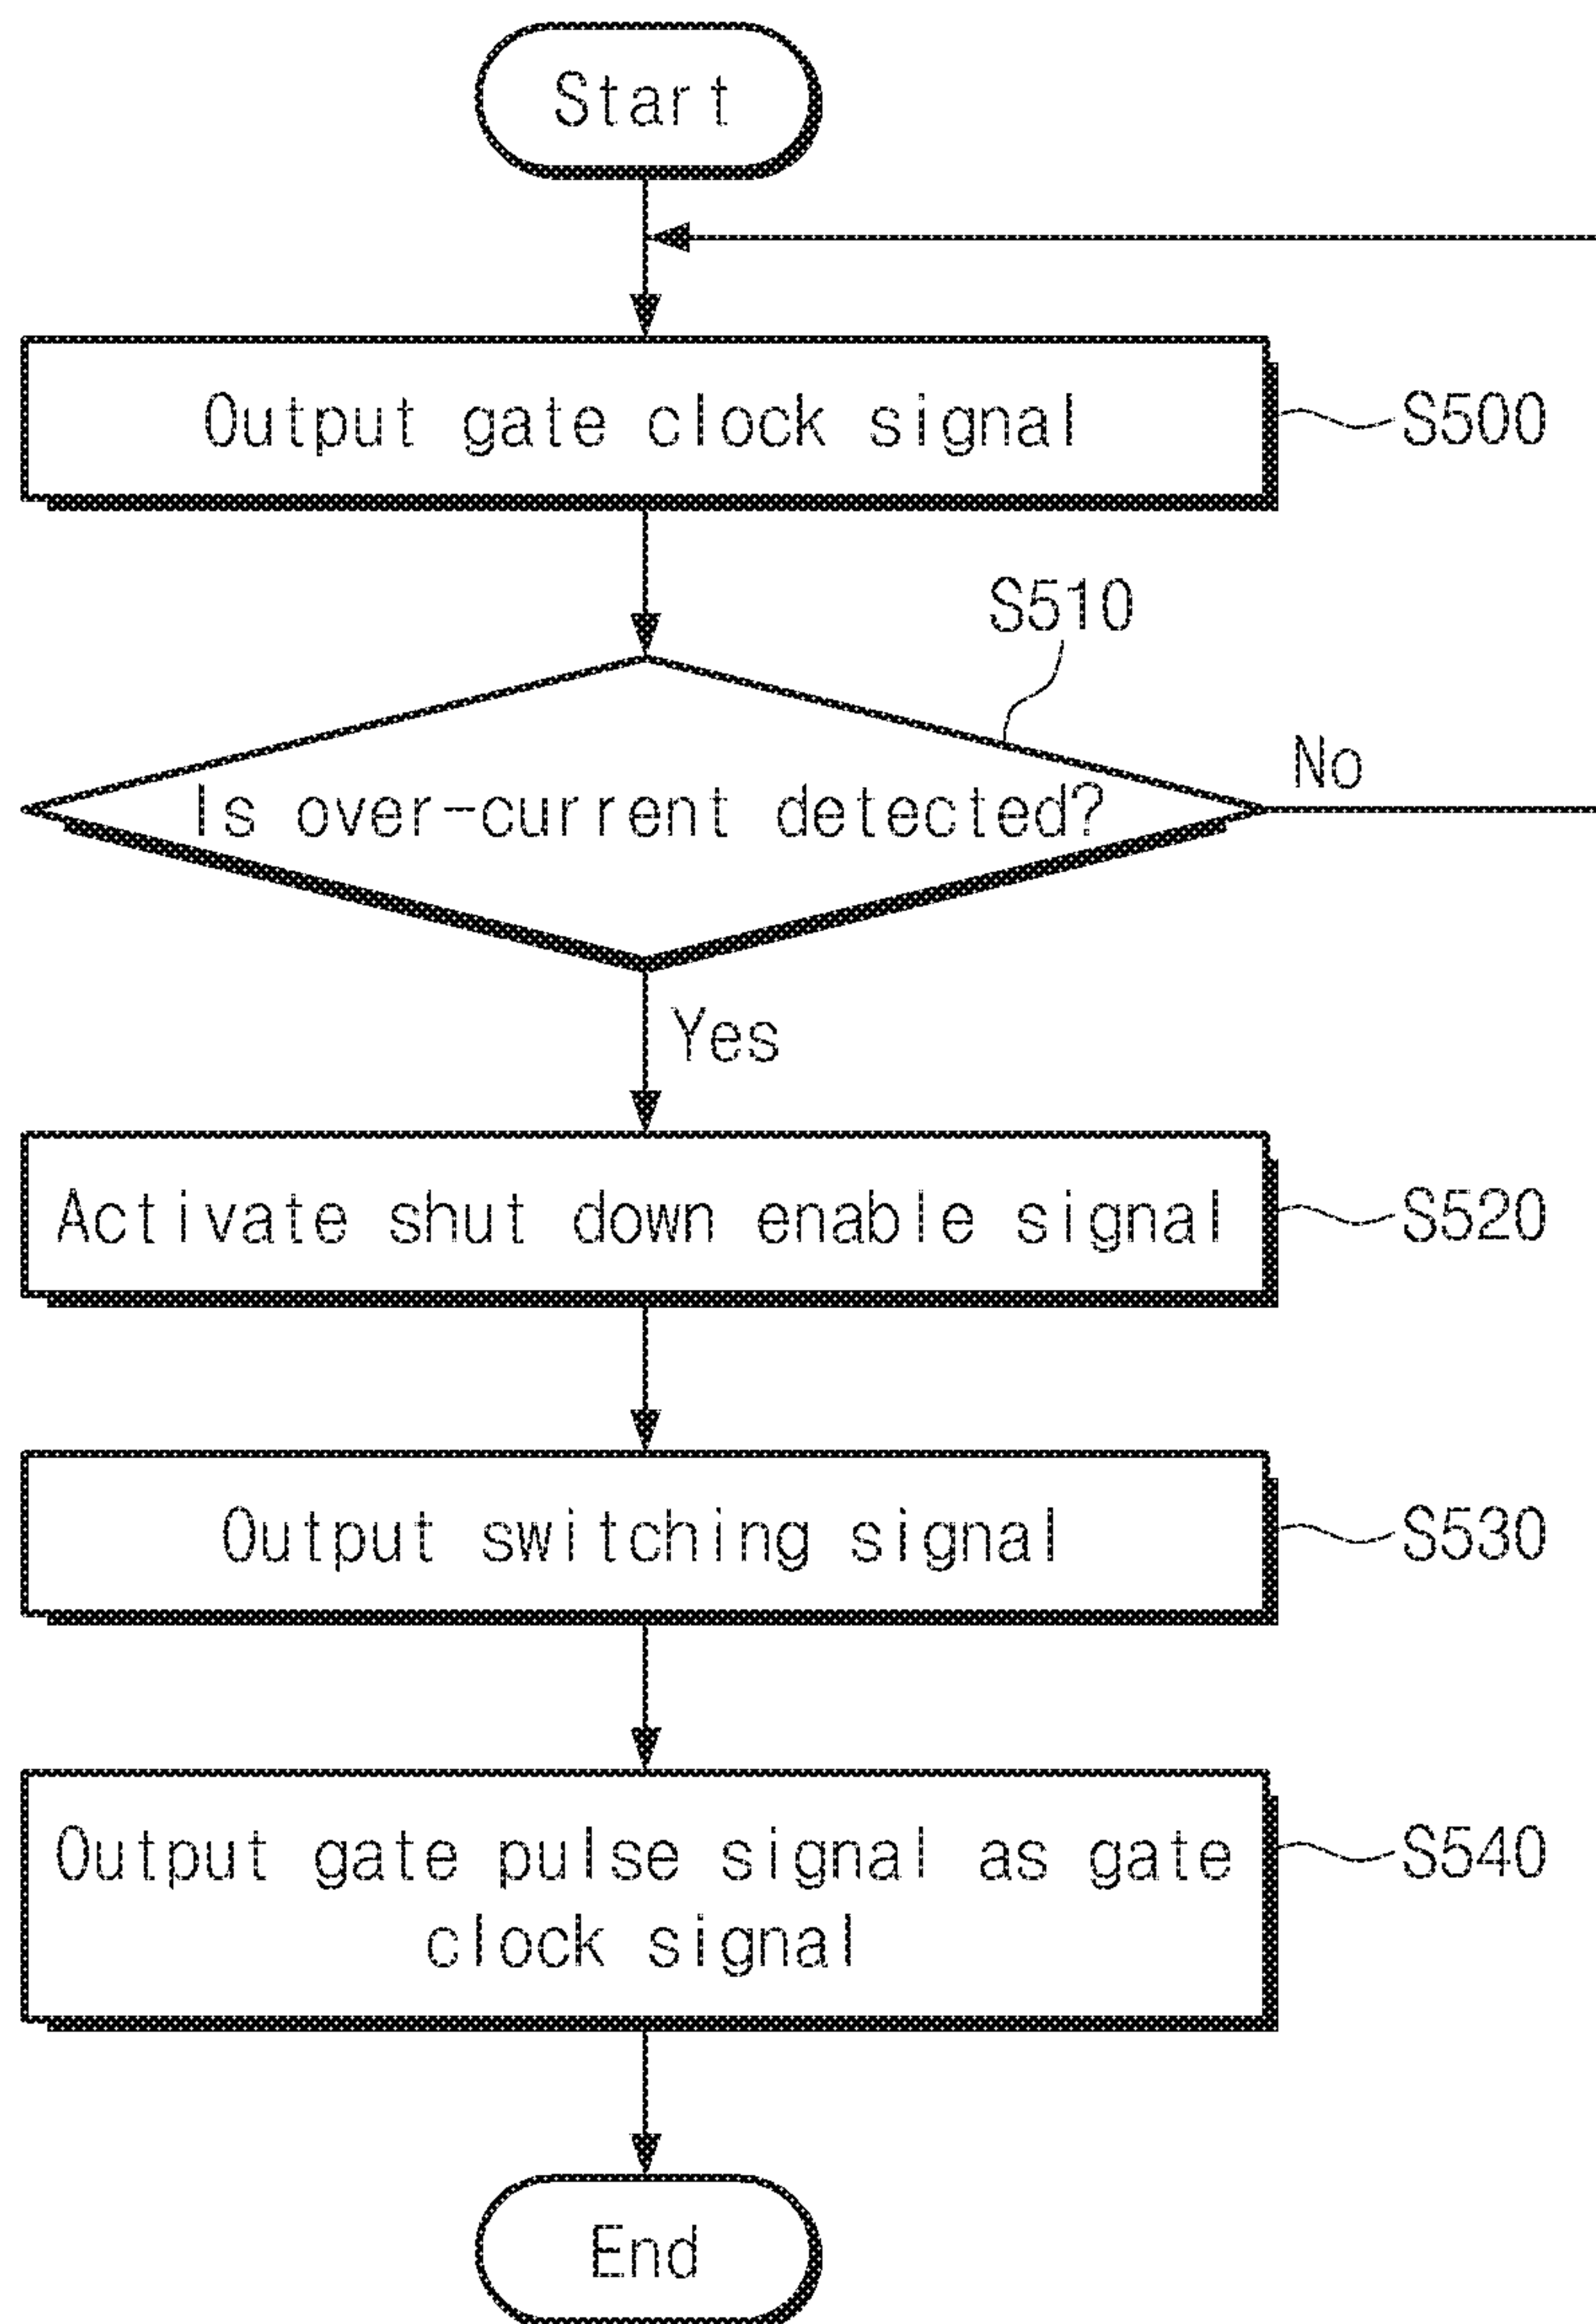 Start
Output gate clock signal
S500
S510
Is over-current detected?
No
Yes
Activate shut down enable signal
S520
Output switching signal
S530
Output gate pulse signal as gate
clock signal
S540
End